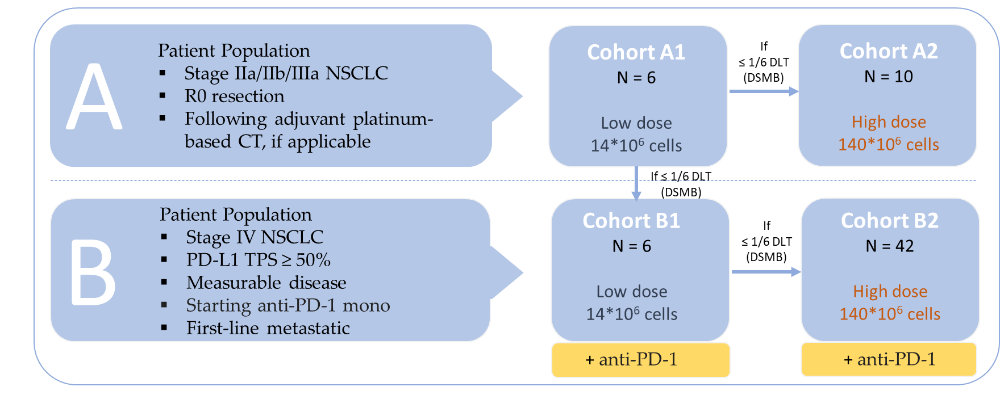 A
Patient Population
▪ Stage IIa/IIb/IIIa NSCLC
▪ R0 resection
▪ Following adjuvant platinum-
based CT, if applicable
Cohort A1
N = 6
Low dose
14*10⁶ cells
If
≤ 1/6 DLT
(DSMB)
Cohort A2
N = 10
High dose
140*10⁶ cells
If ≤ 1/6 DLT
(DSMB)
B
Patient Population
▪ Stage IV NSCLC
▪ PD-L1 TPS ≥ 50%
▪ Measurable disease
▪ Starting anti-PD-1 mono
▪ First-line metastatic
Cohort B1
N = 6
Low dose
14*10⁶ cells
+ anti-PD-1
If
≤ 1/6 DLT
(DSMB)
Cohort B2
N = 42
High dose
140*10⁶ cells
+ anti-PD-1